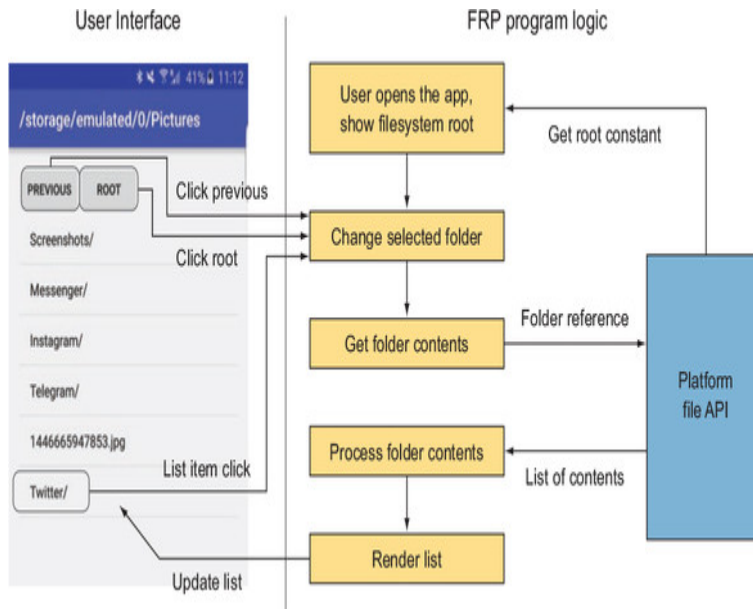 User Interface
FRP program logic
41% 11:12
/storage/emulated/0/Pictures
PREVIOUS
ROOT
Screenshots/
Messenger/
Instagram/
Telegram/
1446665947853.jpg
Twitter/
Click previous
Click root
List item click
Update list
User opens the app,
show filesystem root
Change selected folder
Get folder contents
Process folder contents
Render list
Get root constant
Folder reference
List of contents
Platform
file API